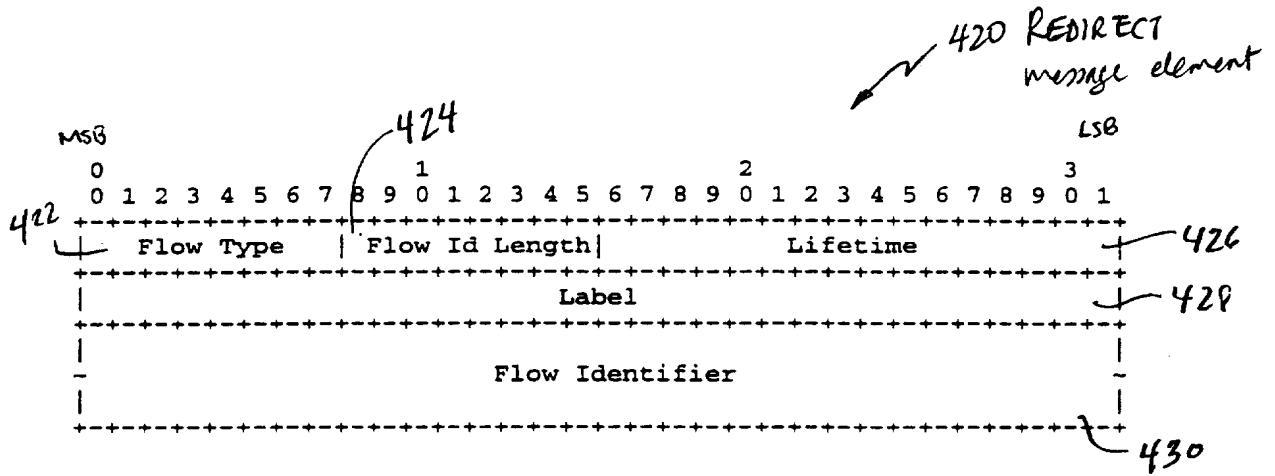 420 REDIRECT
message element
MSB
424
LSB
0 1 2 3
0 1 2 3 4 5 6 7 8 9 0 1 2 3 4 5 6 7 8 9 0 1 2 3 4 5 6 7 8 9 0 1
422
+-+-+-+-+-+-+-+-+-+-+-+-+-+-+-+-+-+-+-+-+-+-+-+-+-+-+-+-+-+-+-+-+
| Flow Type | Flow Id Length| Lifetime |
426
+-+-+-+-+-+-+-+-+-+-+-+-+-+-+-+-+-+-+-+-+-+-+-+-+-+-+-+-+-+-+-+-+
| Label |
428
+-+-+-+-+-+-+-+-+-+-+-+-+-+-+-+-+-+-+-+-+-+-+-+-+-+-+-+-+-+-+-+-+
| |
~ Flow Identifier ~
| |
+-+-+-+-+-+-+-+-+-+-+-+-+-+-+-+-+-+-+-+-+-+-+-+-+-+-+-+-+-+-+-+-+
430